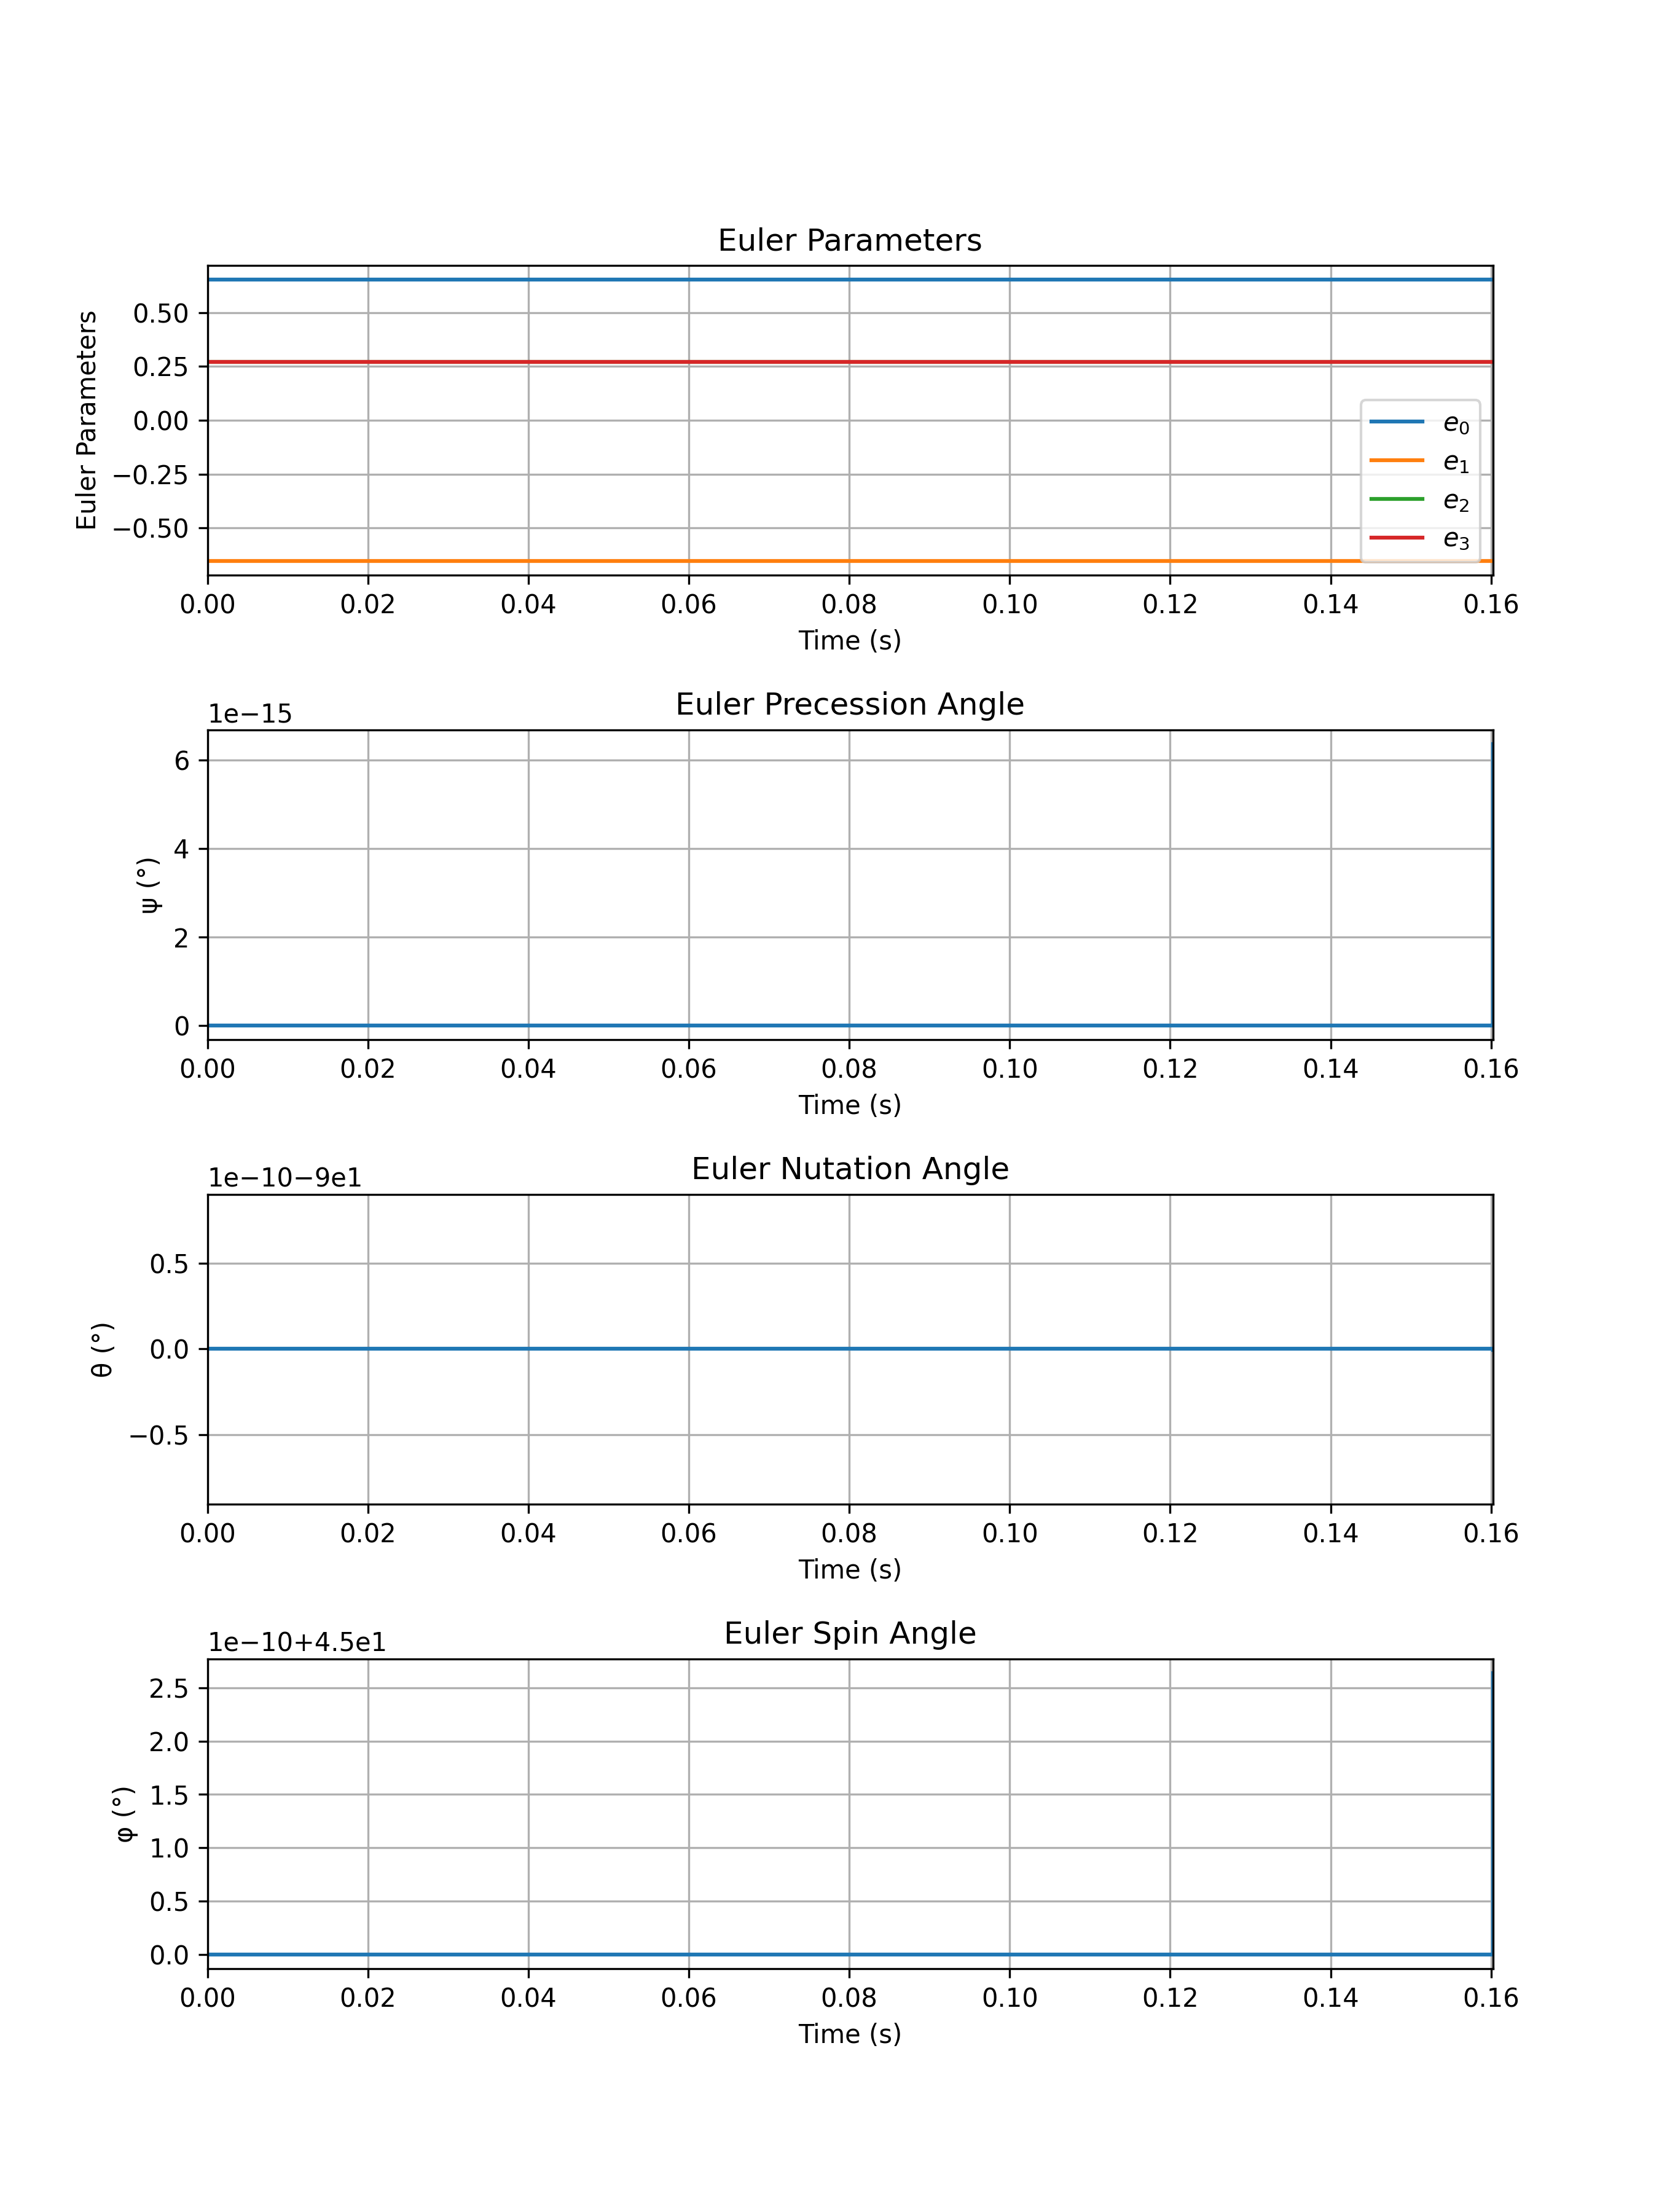 Euler Parameters
Euler Parameters
0.50
0.25
0.00
−0.25
−0.50
e₀
e₁
e₂
e₃
0.00 0.02 0.04 0.06 0.08 0.10 0.12 0.14 0.16
Time (s)
Euler Precession Angle
1e−15
ψ (°)
6
4
2
0
0.00 0.02 0.04 0.06 0.08 0.10 0.12 0.14 0.16
Time (s)
Euler Nutation Angle
1e−10−9e1
θ (°)
0.5
0.0
−0.5
0.00 0.02 0.04 0.06 0.08 0.10 0.12 0.14 0.16
Time (s)
Euler Spin Angle
1e−10+4.5e1
φ (°)
2.5
2.0
1.5
1.0
0.5
0.0
0.00 0.02 0.04 0.06 0.08 0.10 0.12 0.14 0.16
Time (s)